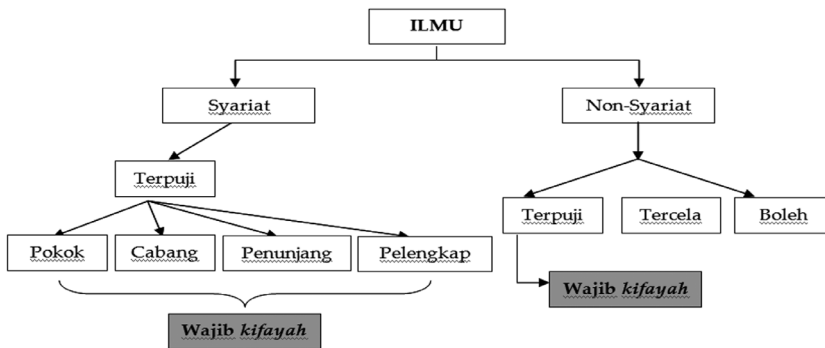 ILMU
Syariat
Non-Syariat
Terpuji
Terpuji
Tercela
Boleh
Pokok
Cabang
Penunjang
Pelengkap
Wajib kifayah
Wajib kifayah